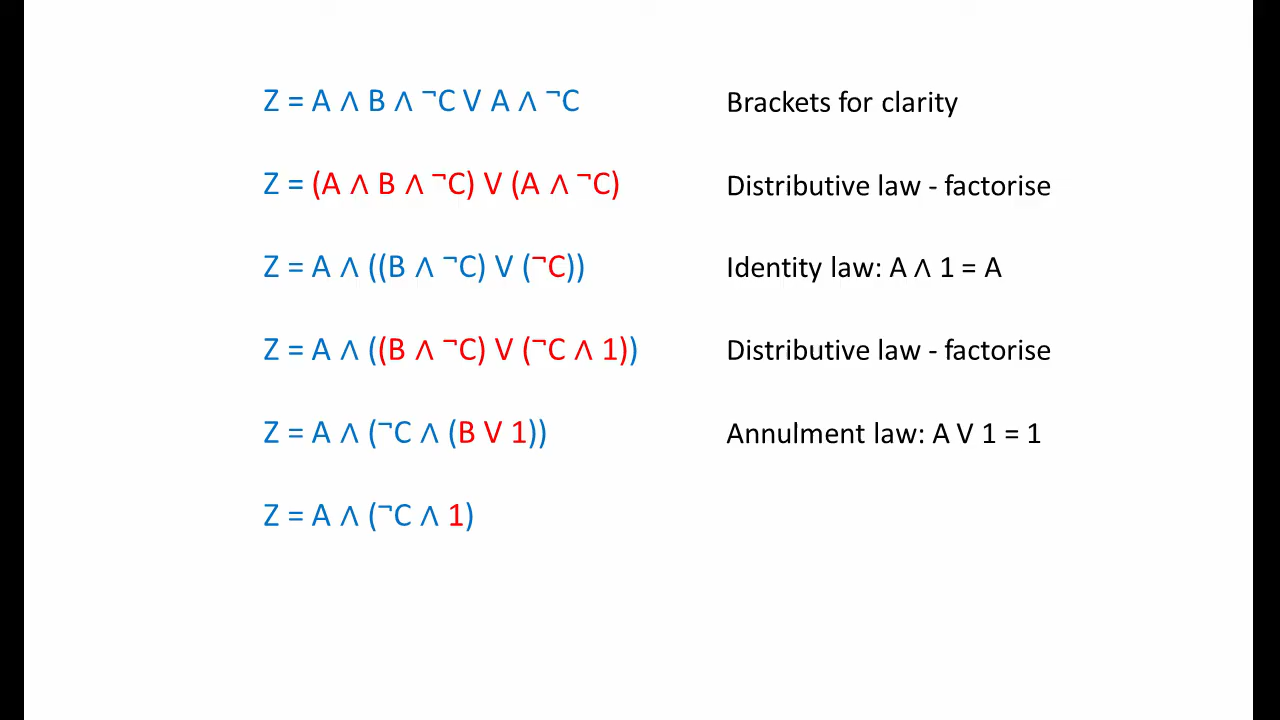 Z = A ∧ B ∧ ¬C V A ∧ ¬C Brackets for clarity
Z = (A ∧ B ∧ ¬C) V (A ∧ ¬C) Distributive law - factorise
Z = A ∧ ((B ∧ ¬C) V (¬C)) Identity law: A ∧ 1 = A
Z = A ∧ ((B ∧ ¬C) V (¬C ∧ 1)) Distributive law - factorise
Z = A ∧ (¬C ∧ (B V 1)) Annulment law: A V 1 = 1
Z = A ∧ (¬C ∧ 1)